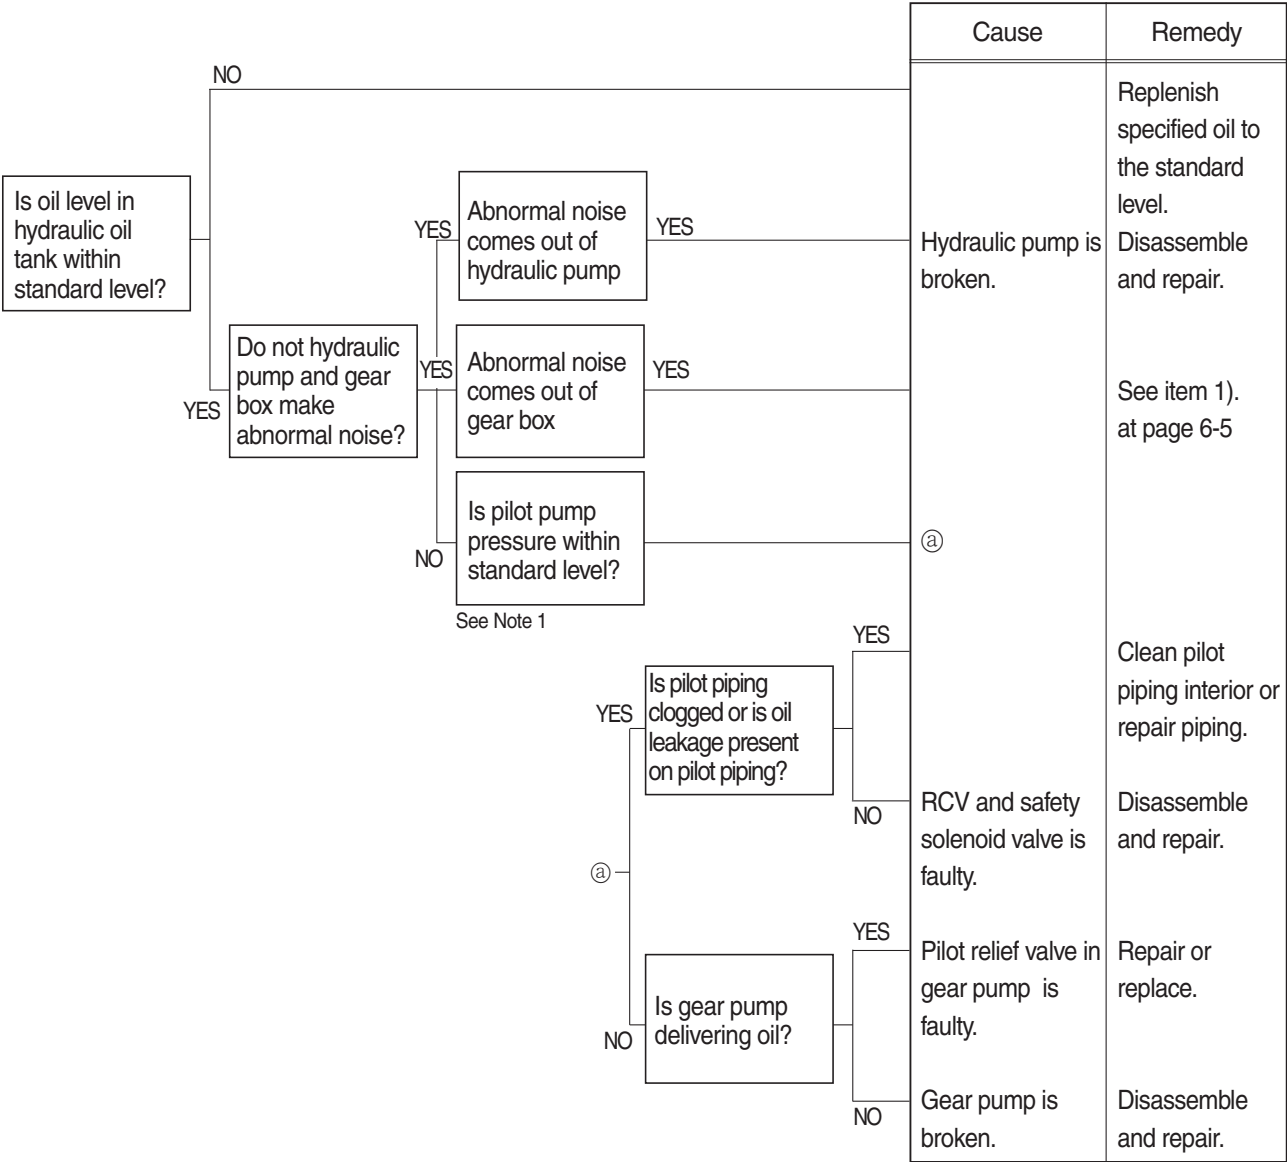 Cause
Remedy
NO
Replenish
specified oil to
the standard
level.
Is oil level in
hydraulic oil
tank within
standard level?
YES
Abnormal noise
comes out of
hydraulic pump
YES
Hydraulic pump is
broken.
Disassemble
and repair.
YES
Do not hydraulic
pump and gear
box make
abnormal noise?
YES
Abnormal noise
comes out of
gear box
YES
See item 1).
at page 6-5
NO
Is pilot pump
pressure within
standard level?
See Note 1
ⓐ
ⓐ
YES
Is pilot piping
clogged or is oil
leakage present
on pilot piping?
YES
Clean pilot
piping interior or
repair piping.
NO
RCV and safety
solenoid valve is
faulty.
Disassemble
and repair.
NO
Is gear pump
delivering oil?
YES
Pilot relief valve in
gear pump is
faulty.
Repair or
replace.
NO
Gear pump is
broken.
Disassemble
and repair.